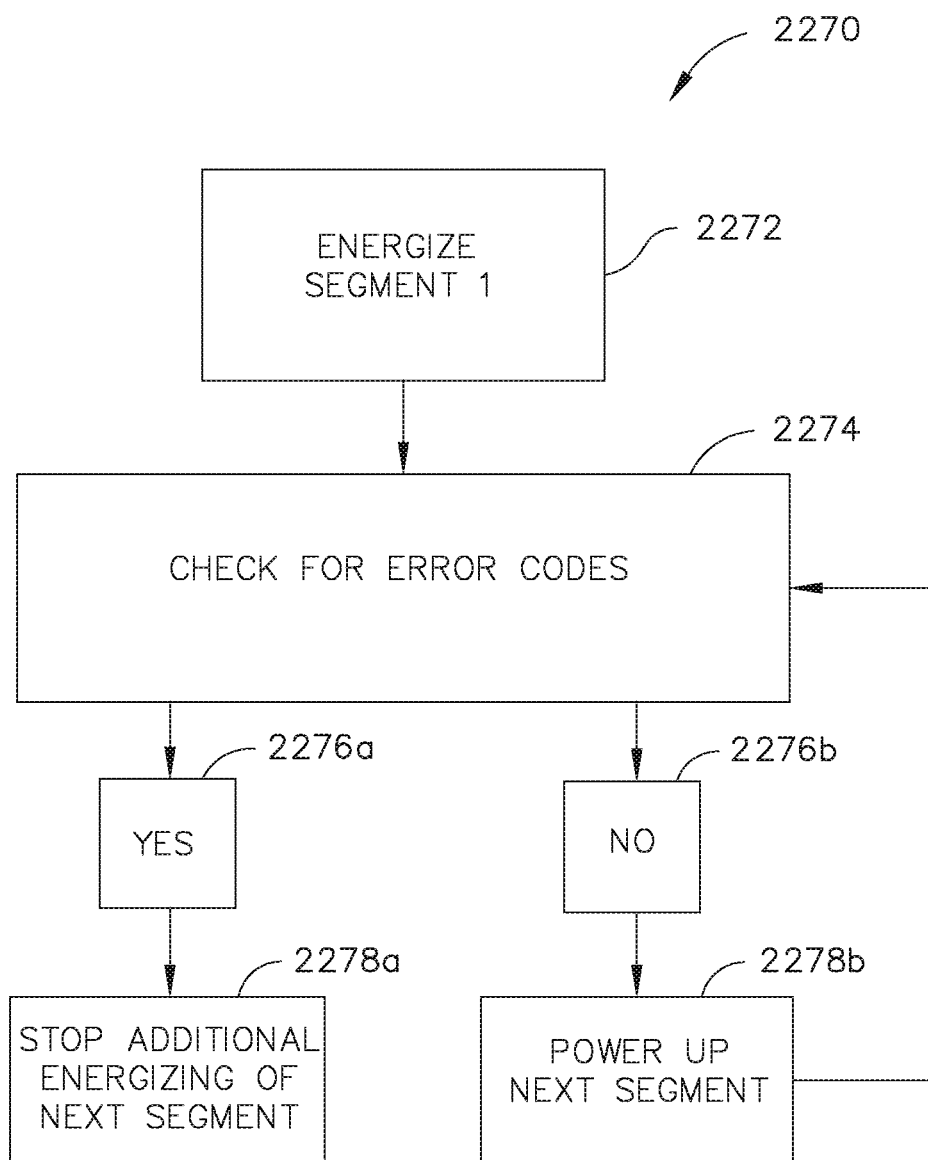 2270
ENERGIZE
SEGMENT 1
2272
2274
CHECK FOR ERROR CODES
2276a
2276b
YES
NO
2278a
2278b
STOP ADDITIONAL
ENERGIZING OF
NEXT SEGMENT
POWER UP
NEXT SEGMENT